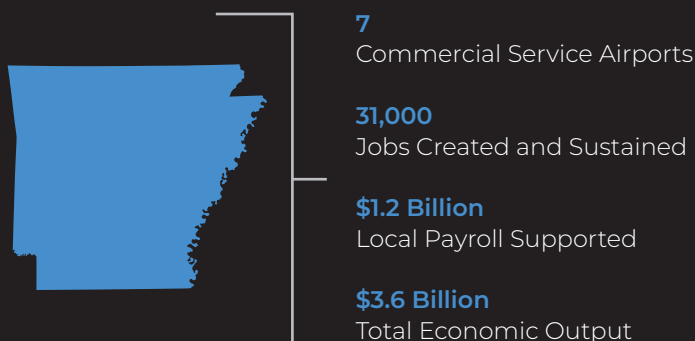 7
Commercial Service Airports
31,000
Jobs Created and Sustained
$1.2 Billion
Local Payroll Supported
$3.6 Billion
Total Economic Output